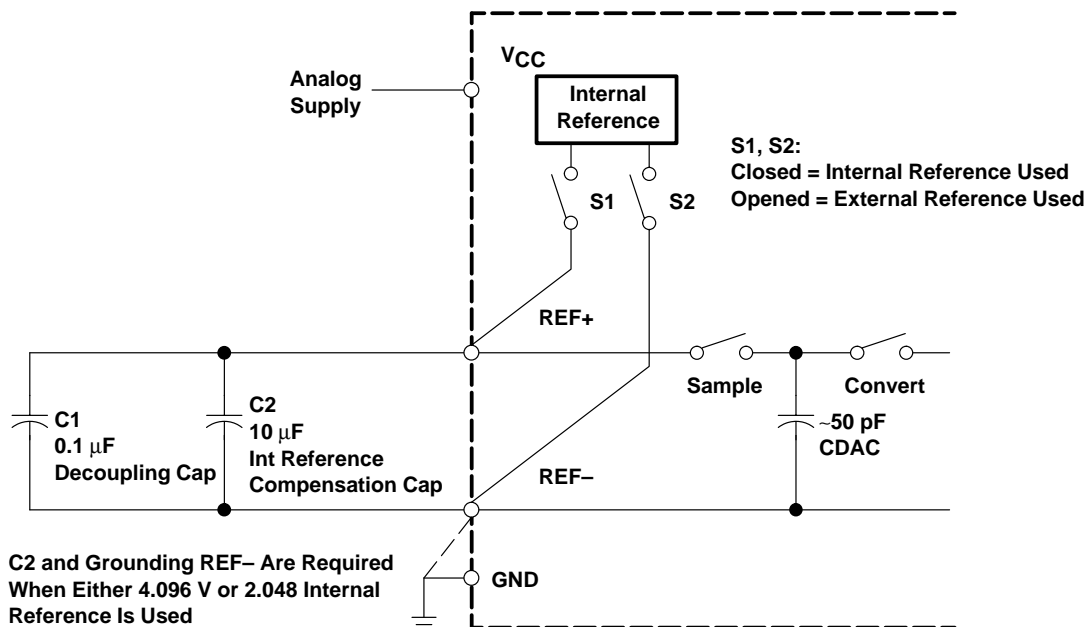 VCC
Analog
Supply
Internal
Reference
S1, S2:
Closed = Internal Reference Used
Opened = External Reference Used
S1
S2
REF+
Sample
Convert
C1
0.1 μF
Decoupling Cap
C2
10 μF
Int Reference
Compensation Cap
~50 pF
CDAC
REF–
C2 and Grounding REF– Are Required
When Either 4.096 V or 2.048 Internal
Reference Is Used
GND